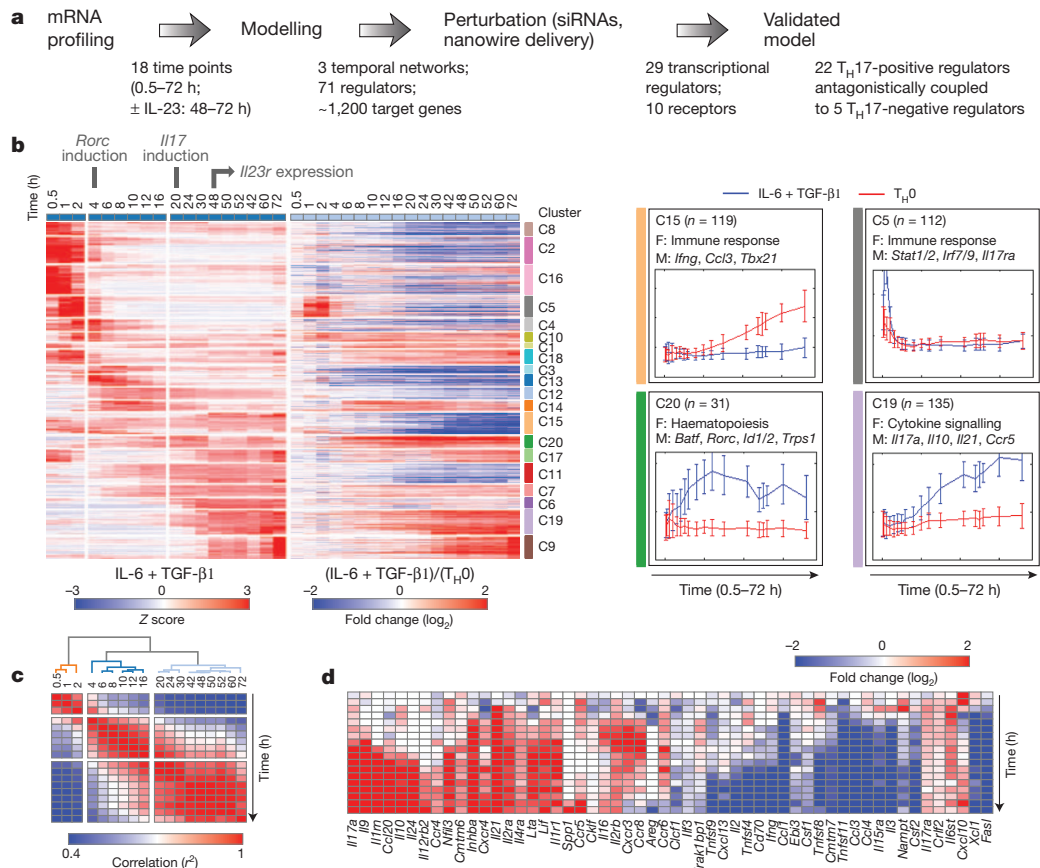 a
mRNA
profiling
Modelling
Perturbation (siRNAs,
nanowire delivery)
Validated
model
18 time points
(0.5–72 h;
± IL-23: 48–72 h)
3 temporal networks;
71 regulators;
~1,200 target genes
29 transcriptional
regulators;
10 receptors
22 TH17-positive regulators
antagonistically coupled
to 5 TH17-negative regulators
b
Rorc
induction
Il17
induction
Il23r expression
Time (h)
0.5 1 2 4 6 8 10 12 16 20 24 30 48 50 52 42 60 72
0.5 1 2 4 6 8 10 12 16 20 24 30 48 50 52 42 60 72
Cluster
C8
C2
C16
C5
C4
C10
C1
C18
C3
C13
C12
C14
C15
C20
C17
C11
C7
C6
C19
C9
IL-6 + TGF-β1
–3 0 3
Z score
(IL-6 + TGF-β1)/(TH0)
–2 0 2
Fold change (log2)
IL-6 + TGF-β1
TH0
C15 (n = 119)
F: Immune response
M: Ifng, Ccl3, Tbx21
C5 (n = 112)
F: Immune response
M: Stat1/2, Irf7/9, Il17ra
C20 (n = 31)
F: Haematopoiesis
M: Batf, Rorc, Id1/2, Trps1
C19 (n = 135)
F: Cytokine signalling
M: Il17a, Il10, Il21, Ccr5
Time (0.5–72 h)
Time (0.5–72 h)
c
0.5 1 2 4 6 8 10 12 16 20 24 30 42 48 50 52 60 72
Time (h)
0.4 1
Correlation (r2)
d
–2 0 2
Fold change (log2)
Time (h)
Il17a
Il9
Il1rn
Ccl20
Il10
Il24
Il12rb2
Ccr4
Nfil3
Cmtm6
Inhba
Cxcr4
Il21
Il2ra
Il4ra
Lta
Lif
Il1r1
Spp1
Ccr5
Cklf
Il16
Il2rb
Cxcr3
Ccr8
Areg
Ccr6
Clcf1
Ilf3
Irak1bp1
Tnfsf9
Cxcl13
Il2
Tnfsf4
Cd70
Ifng
Ccl1
Ebi3
Csf1
Tnfsf8
Cmtm7
Tnfsf11
Ccl3
Ccl4
Il15ra
Il3
Nampt
Csf2
Il17ra
Crlf2
Il6st
Cxcl10
Xcl1
Fasl